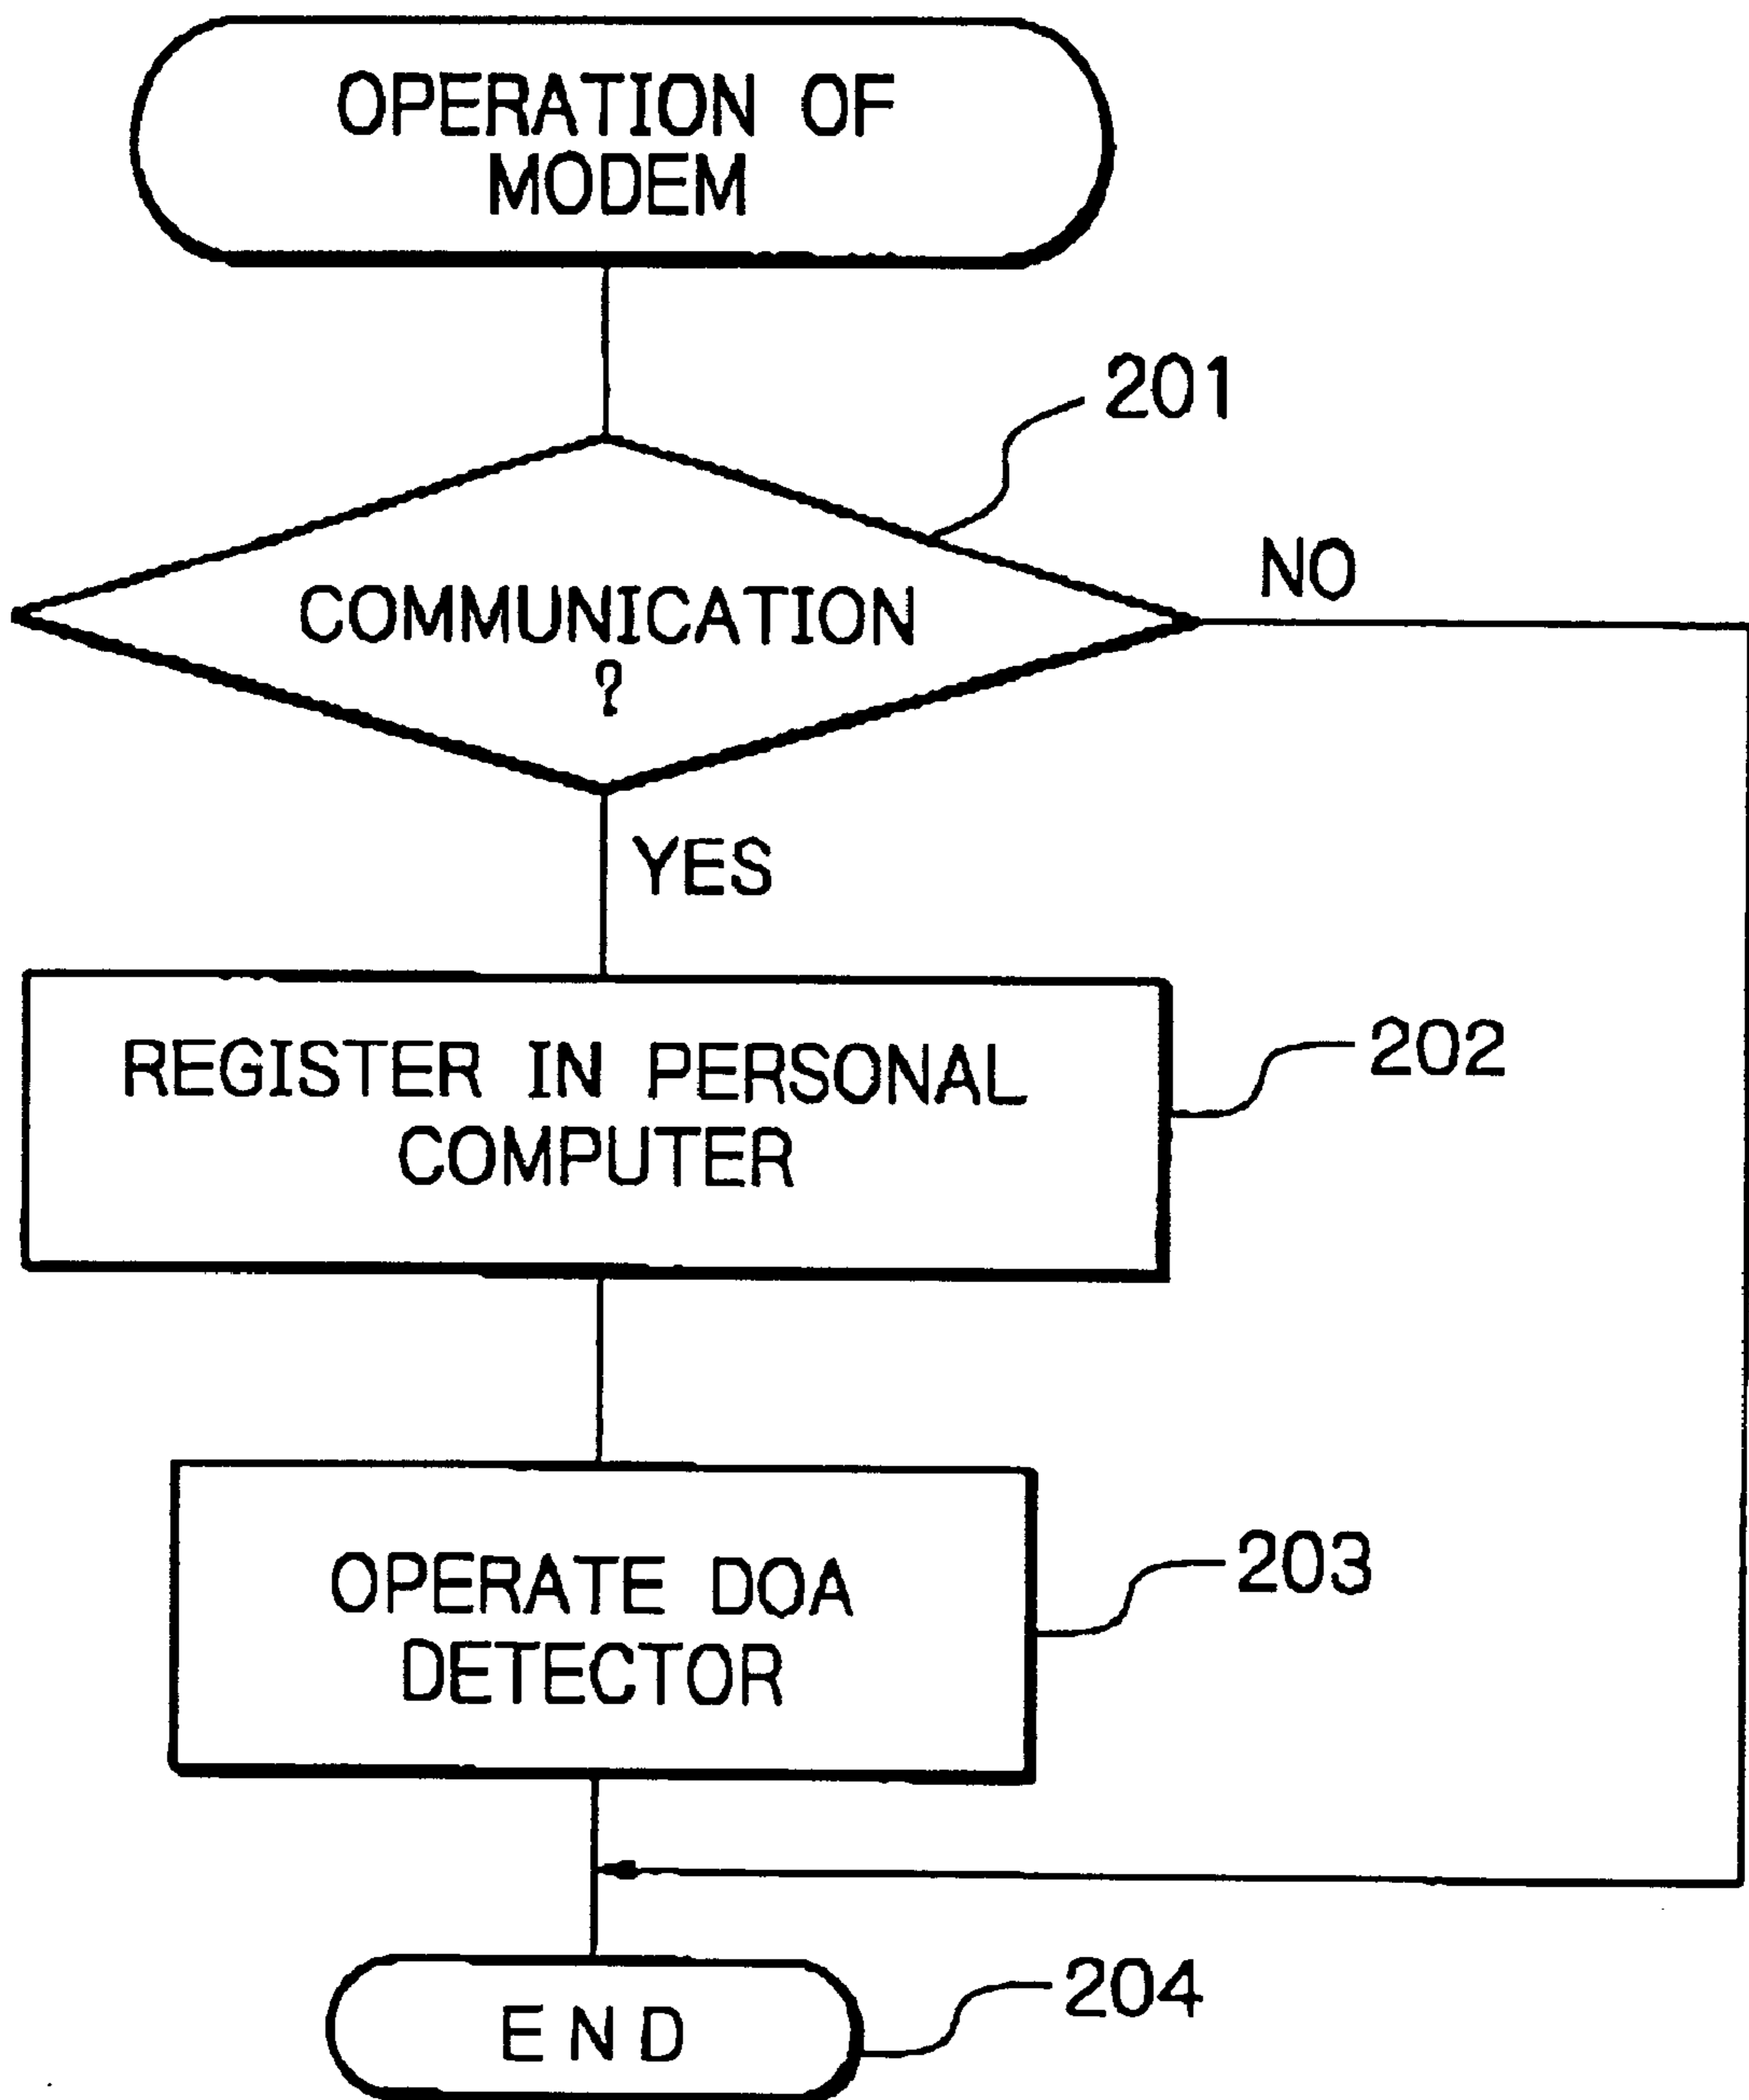 OPERATION OF
MODEM
201
COMMUNICATION
?
NO
YES
REGISTER IN PERSONAL
COMPUTER
202
OPERATE DOA
DETECTOR
203
END
204